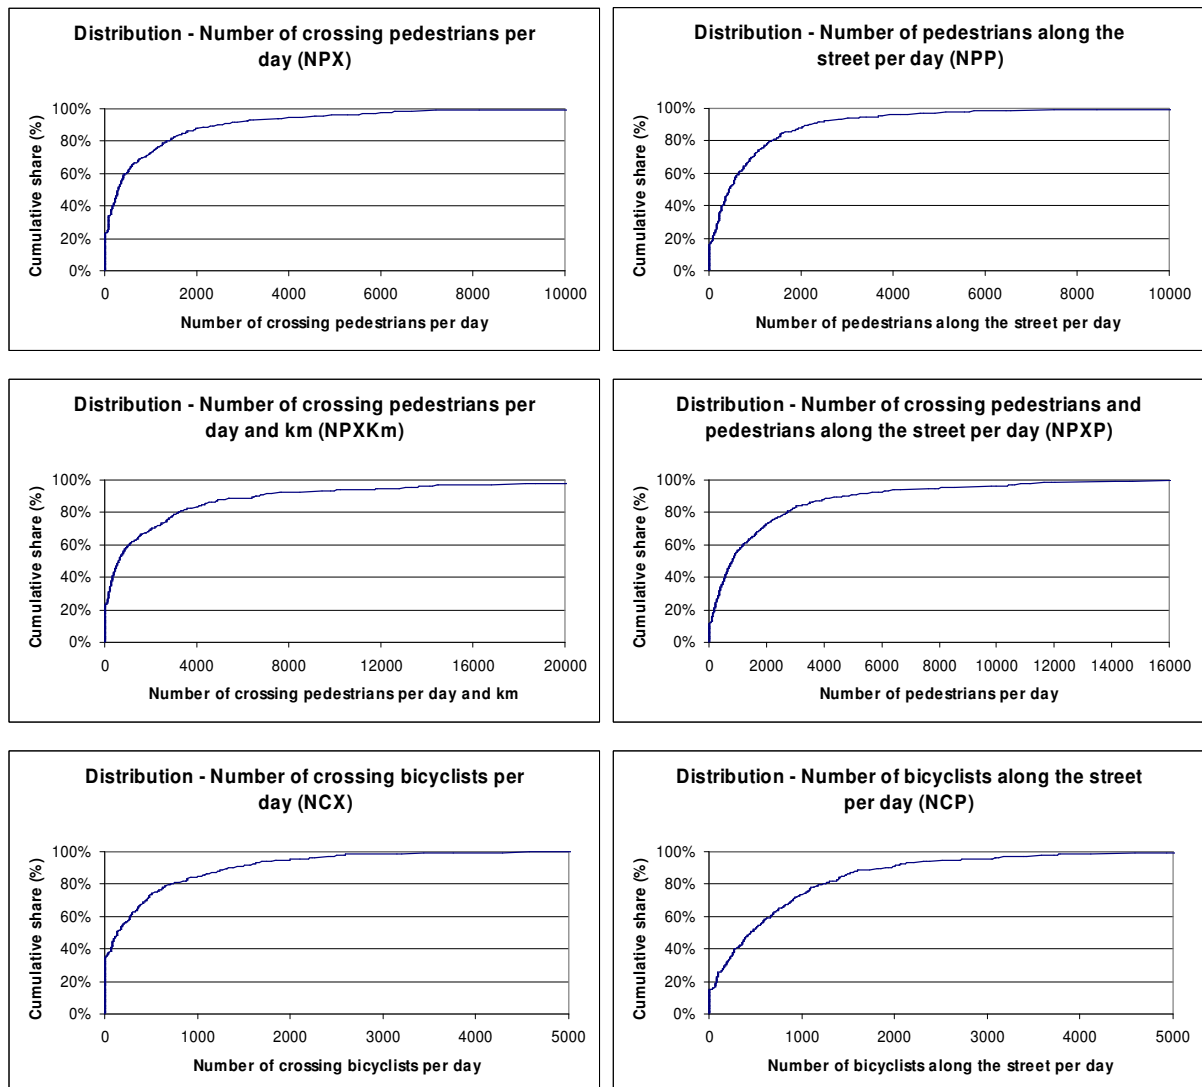 Distribution - Number of crossing pedestrians per
day (NPX)
Cumulative share (%)
100%
80%
60%
40%
20%
0%
0 2000 4000 6000 8000 10000
Number of crossing pedestrians per day
Distribution - Number of pedestrians along the
street per day (NPP)
Cumulative share (%)
100%
80%
60%
40%
20%
0%
0 2000 4000 6000 8000 10000
Number of pedestrians along the street per day
Distribution - Number of crossing pedestrians per
day and km (NPXKm)
Cumulative share (%)
100%
80%
60%
40%
20%
0%
0 4000 8000 12000 16000 20000
Number of crossing pedestrians per day and km
Distribution - Number of crossing pedestrians and
pedestrians along the street per day (NPXP)
Cumulative share (%)
100%
80%
60%
40%
20%
0%
0 2000 4000 6000 8000 10000 12000 14000 16000
Number of pedestrians per day
Distribution - Number of crossing bicyclists per
day (NCX)
Cumulative share (%)
100%
80%
60%
40%
20%
0%
0 1000 2000 3000 4000 5000
Number of crossing bicyclists per day
Distribution - Number of bicyclists along the street
per day (NCP)
Cumulative share (%)
100%
80%
60%
40%
20%
0%
0 1000 2000 3000 4000 5000
Number of bicyclists along the street per day